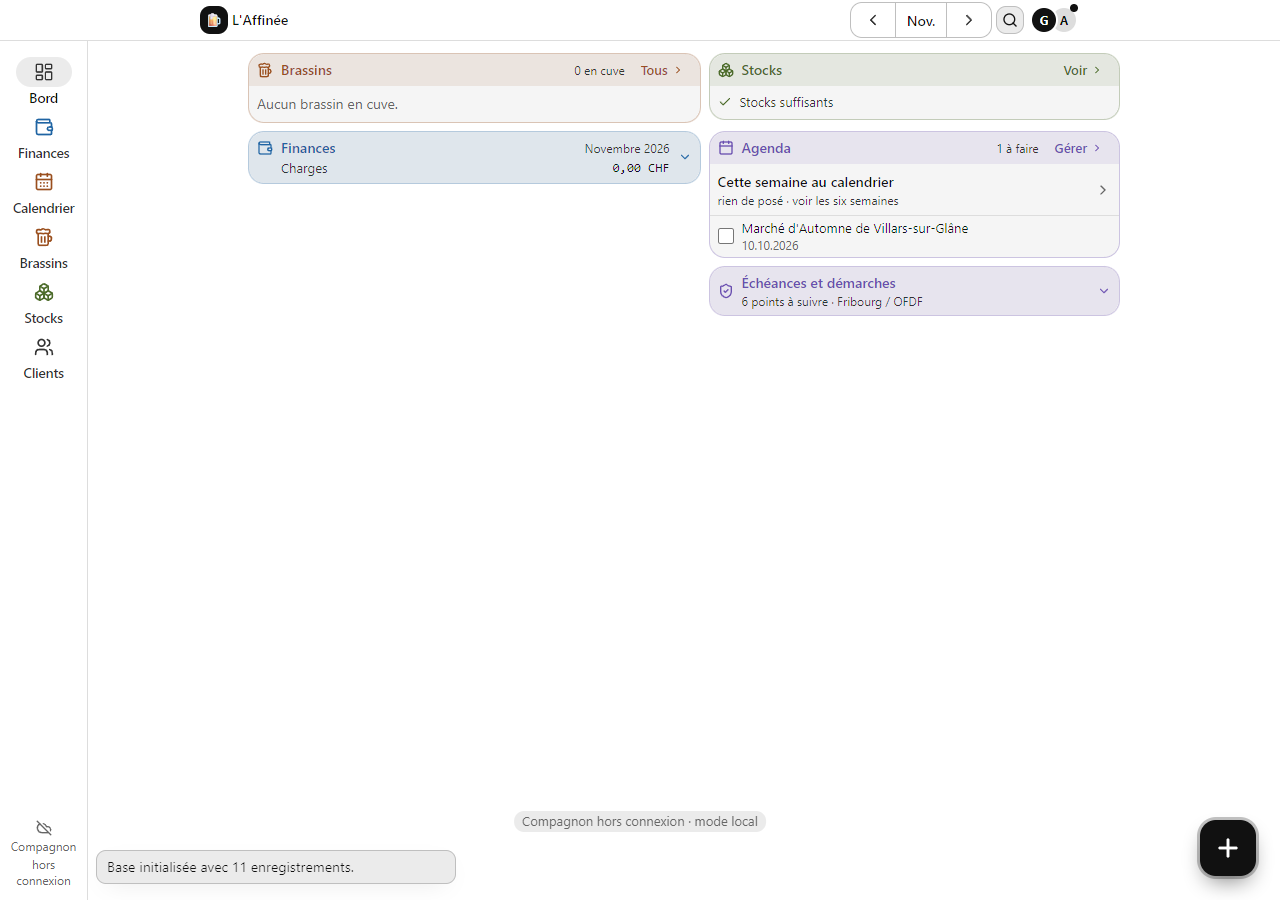 L'Affinée
Nov.
G A
Bord
Finances
Calendrier
Brassins
Stocks
Clients
Brassins 0 en cuve Tous
Aucun brassin en cuve.
Finances Novembre 2026
Charges 0,00 CHF
Stocks Voir
Stocks suffisants
Agenda 1 à faire Gérer
Cette semaine au calendrier
rien de posé · voir les six semaines
Marché d'Automne de Villars-sur-Glâne
10.10.2026
Échéances et démarches
6 points à suivre · Fribourg / OFDF
Compagnon hors connexion · mode local
Compagnon
hors
connexion
Base initialisée avec 11 enregistrements.